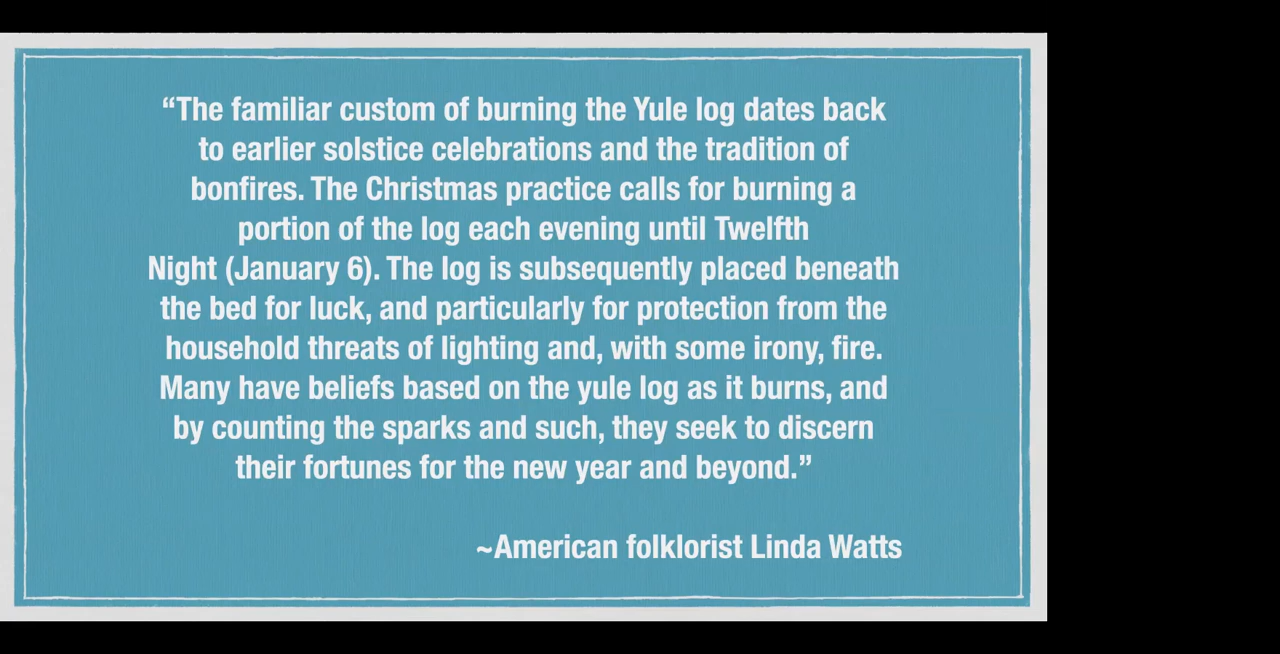 “The familiar custom of burning the Yule log dates back
to earlier solstice celebrations and the tradition of
bonfires. The Christmas practice calls for burning a
portion of the log each evening until Twelfth
Night (January 6). The log is subsequently placed beneath
the bed for luck, and particularly for protection from the
household threats of lighting and, with some irony, fire.
Many have beliefs based on the yule log as it burns, and
by counting the sparks and such, they seek to discern
their fortunes for the new year and beyond.”
~American folklorist Linda Watts